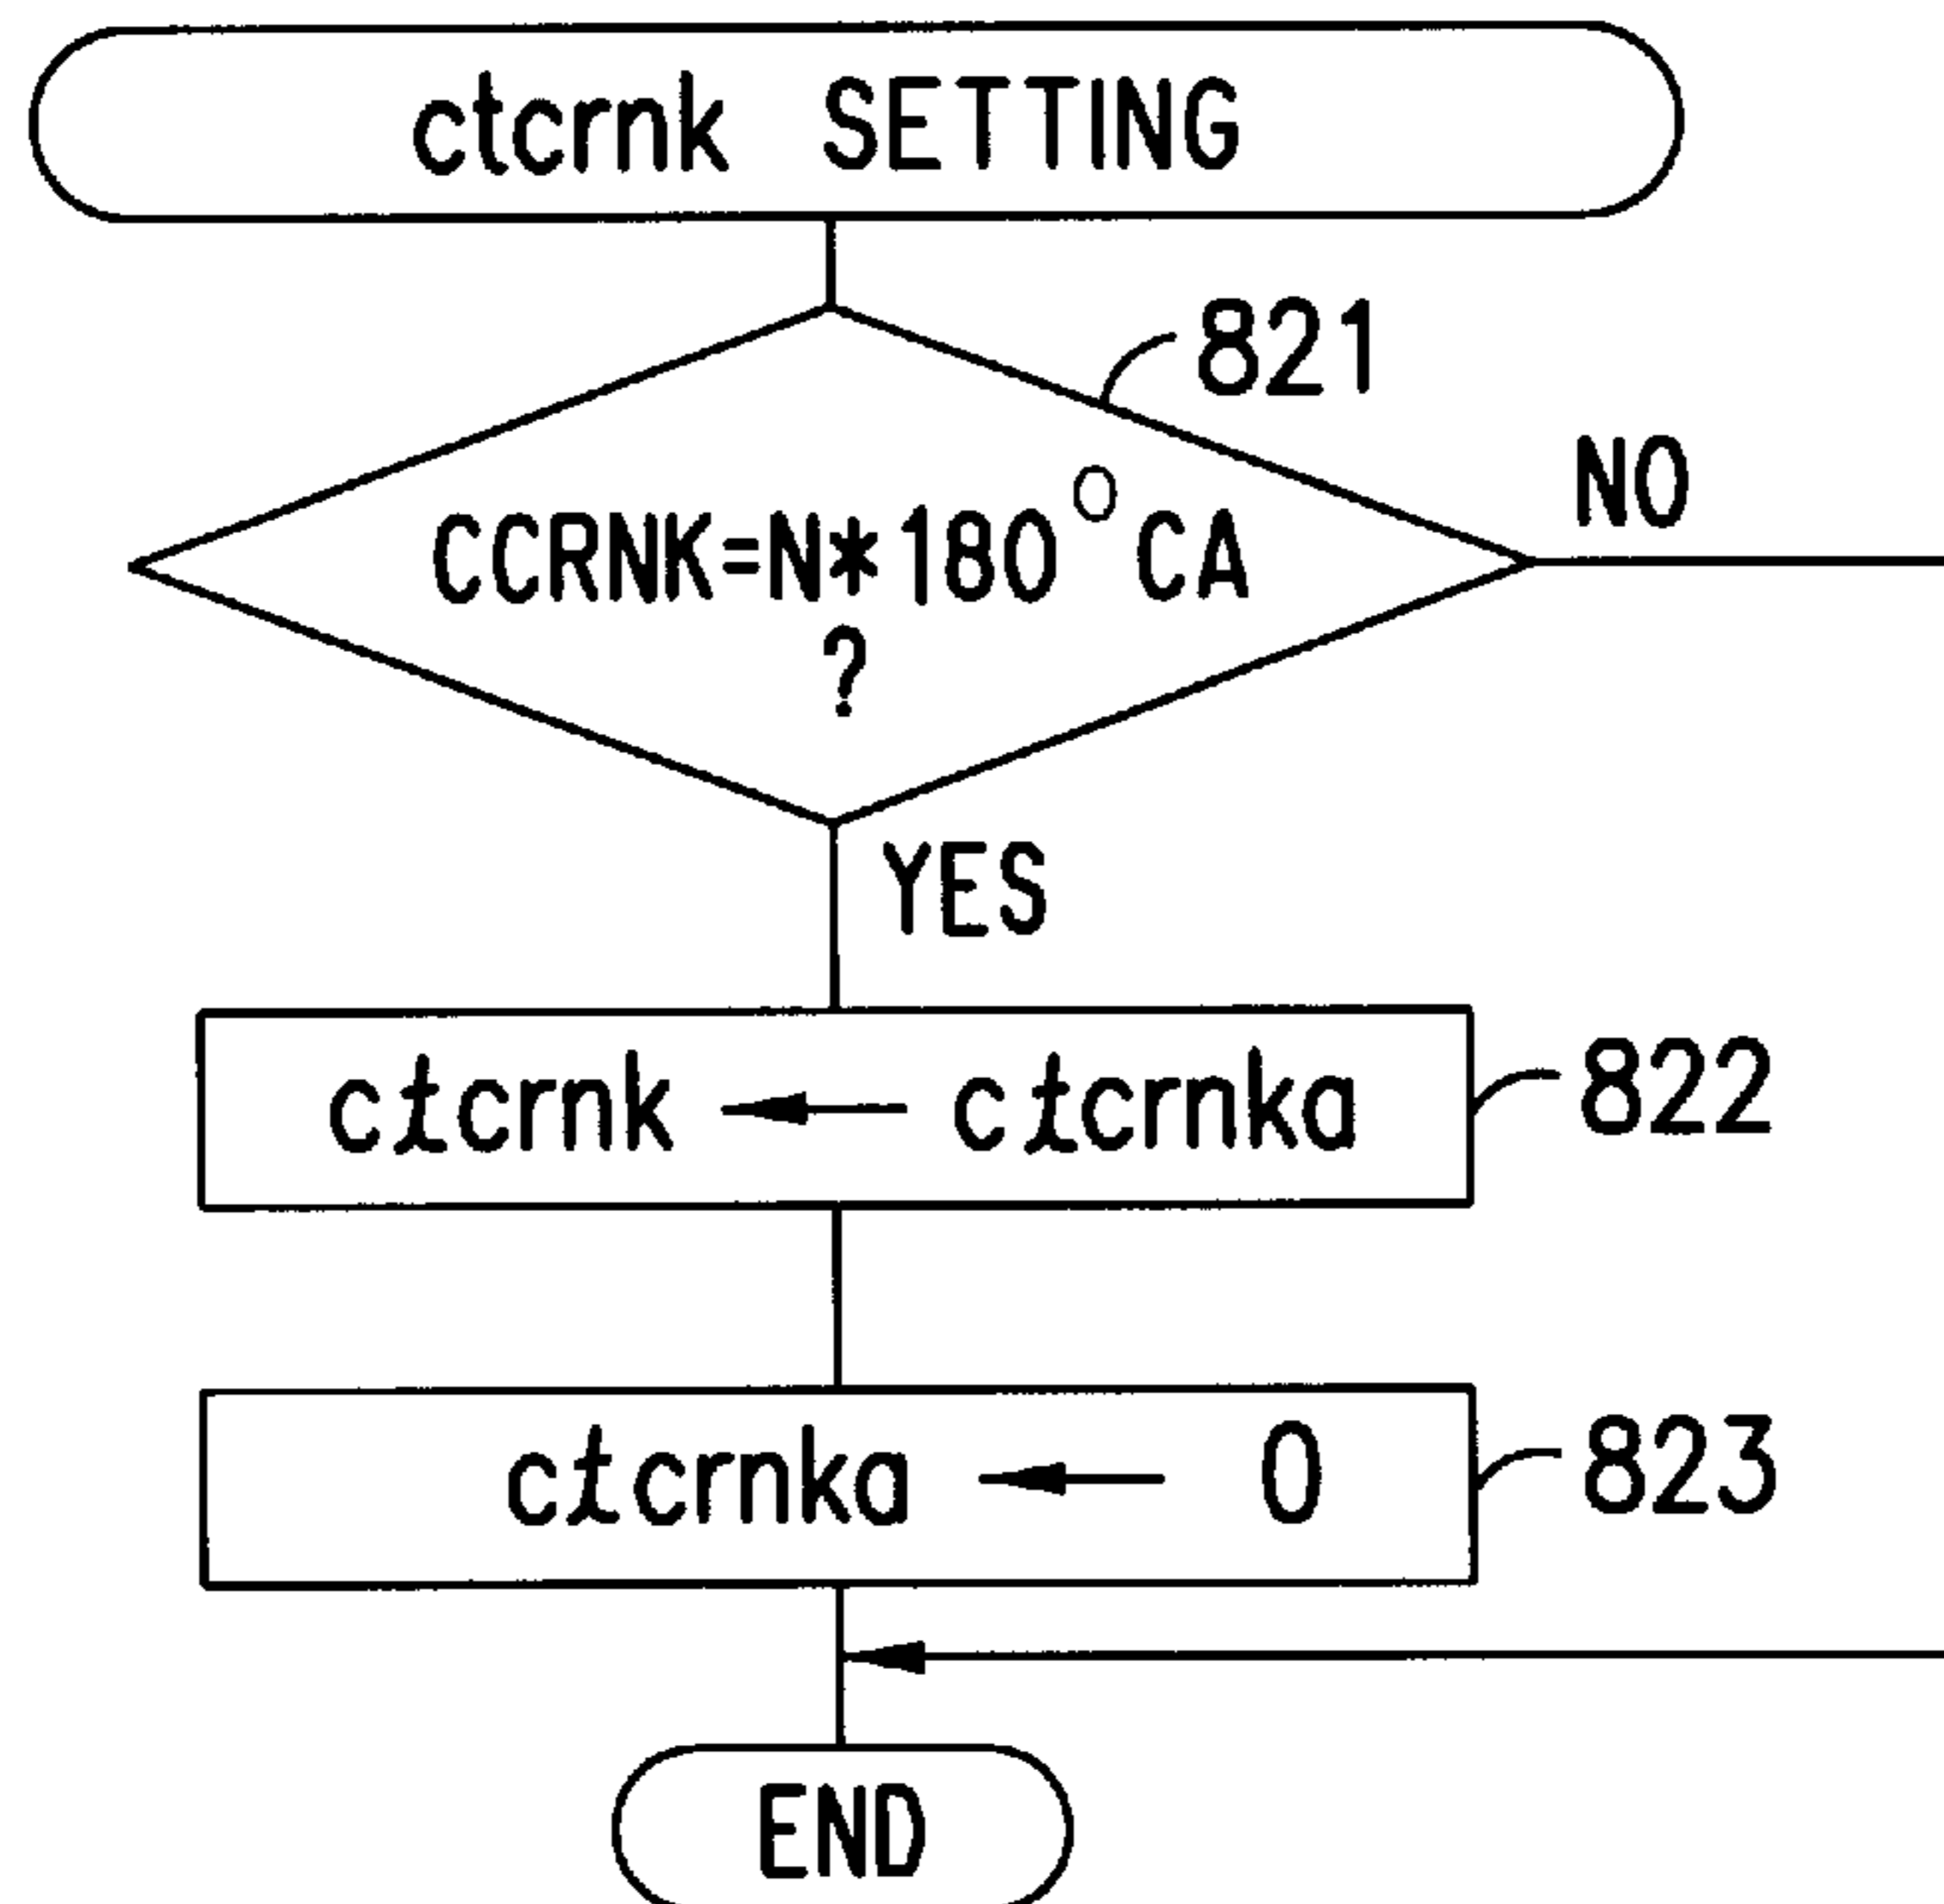 ctcrnk SETTING
821
NO
CCRNK=N*180°CA
?
YES
ctcrnk ← ctcrnka
822
ctcrnka ← 0
823
END